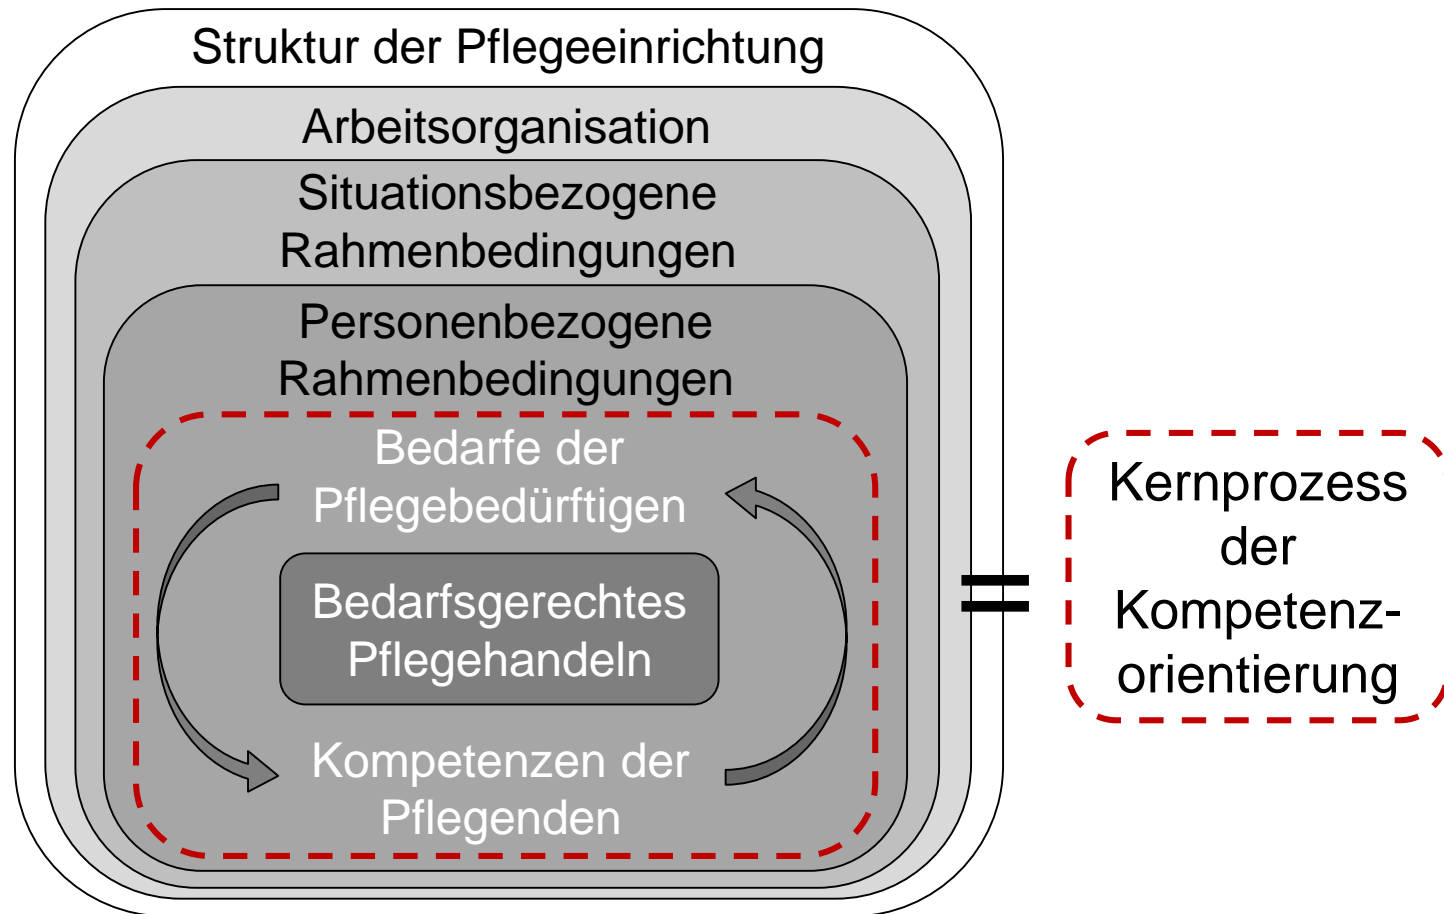 Struktur der Pflegeeinrichtung
Arbeitsorganisation
Situationsbezogene
Rahmenbedingungen
Personenbezogene
Rahmenbedingungen
Bedarfe der
Pflegebedürftigen
Bedarfsgerechtes
Pflegehandeln
Kompetenzen der
Pflegenden
=
Kernprozess
der
Kompetenz-
orientierung